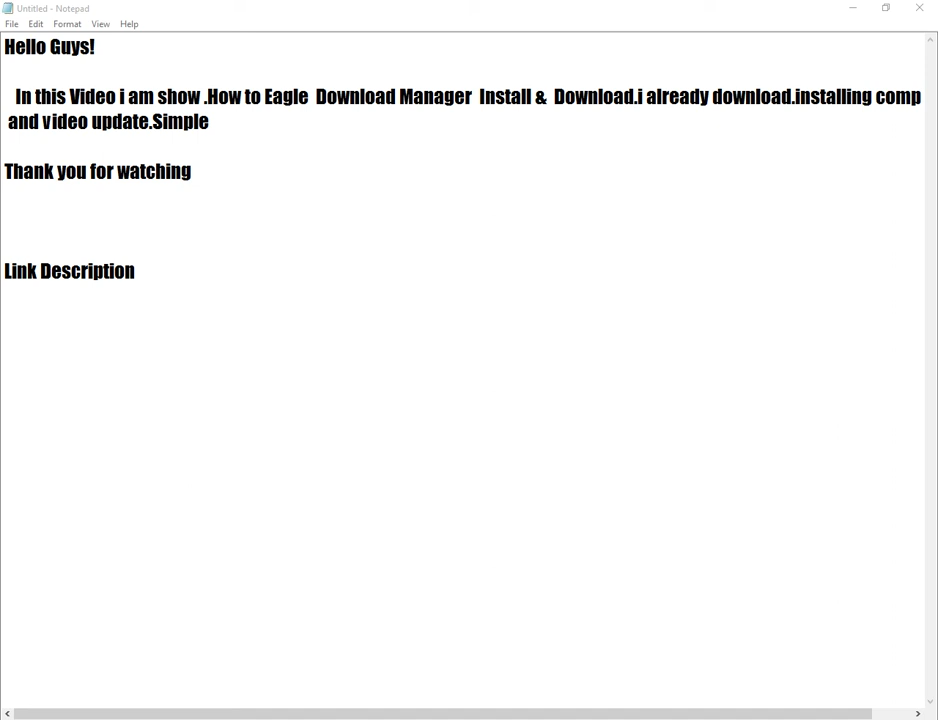 Untitled - Notepad
File Edit Format View Help
Hello Guys!
In this Video i am show .How to Eagle  Download Manager  Install &  Download.i already download.installing comp
and video update.Simple
Thank you for watching
Link Description